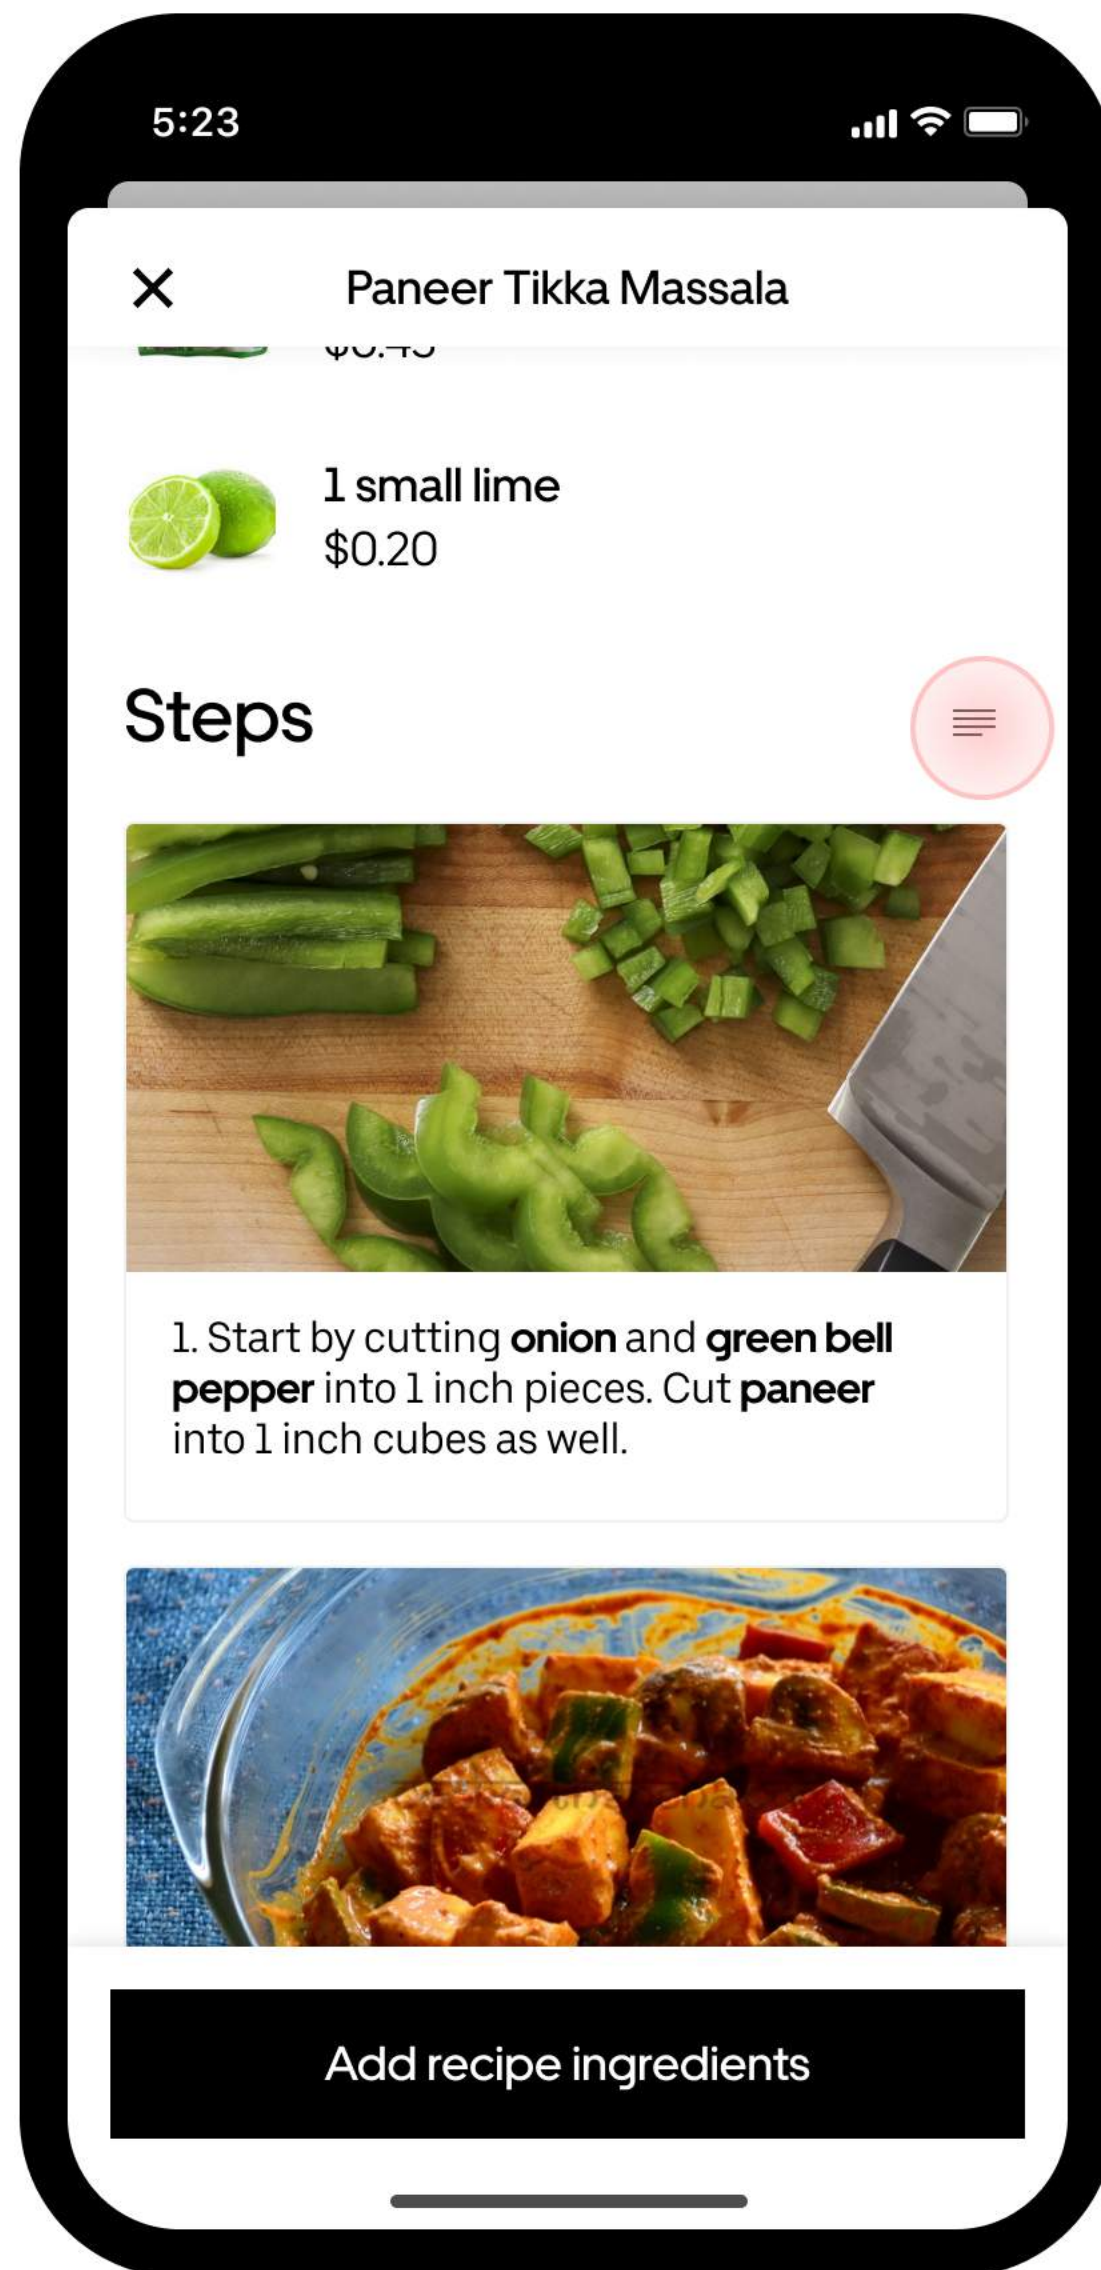 5:23
Paneer Tikka Massala
1 small lime
$0.20
Steps
1. Start by cutting onion and green bell
pepper into 1 inch pieces. Cut paneer
into 1 inch cubes as well.
Add recipe ingredients